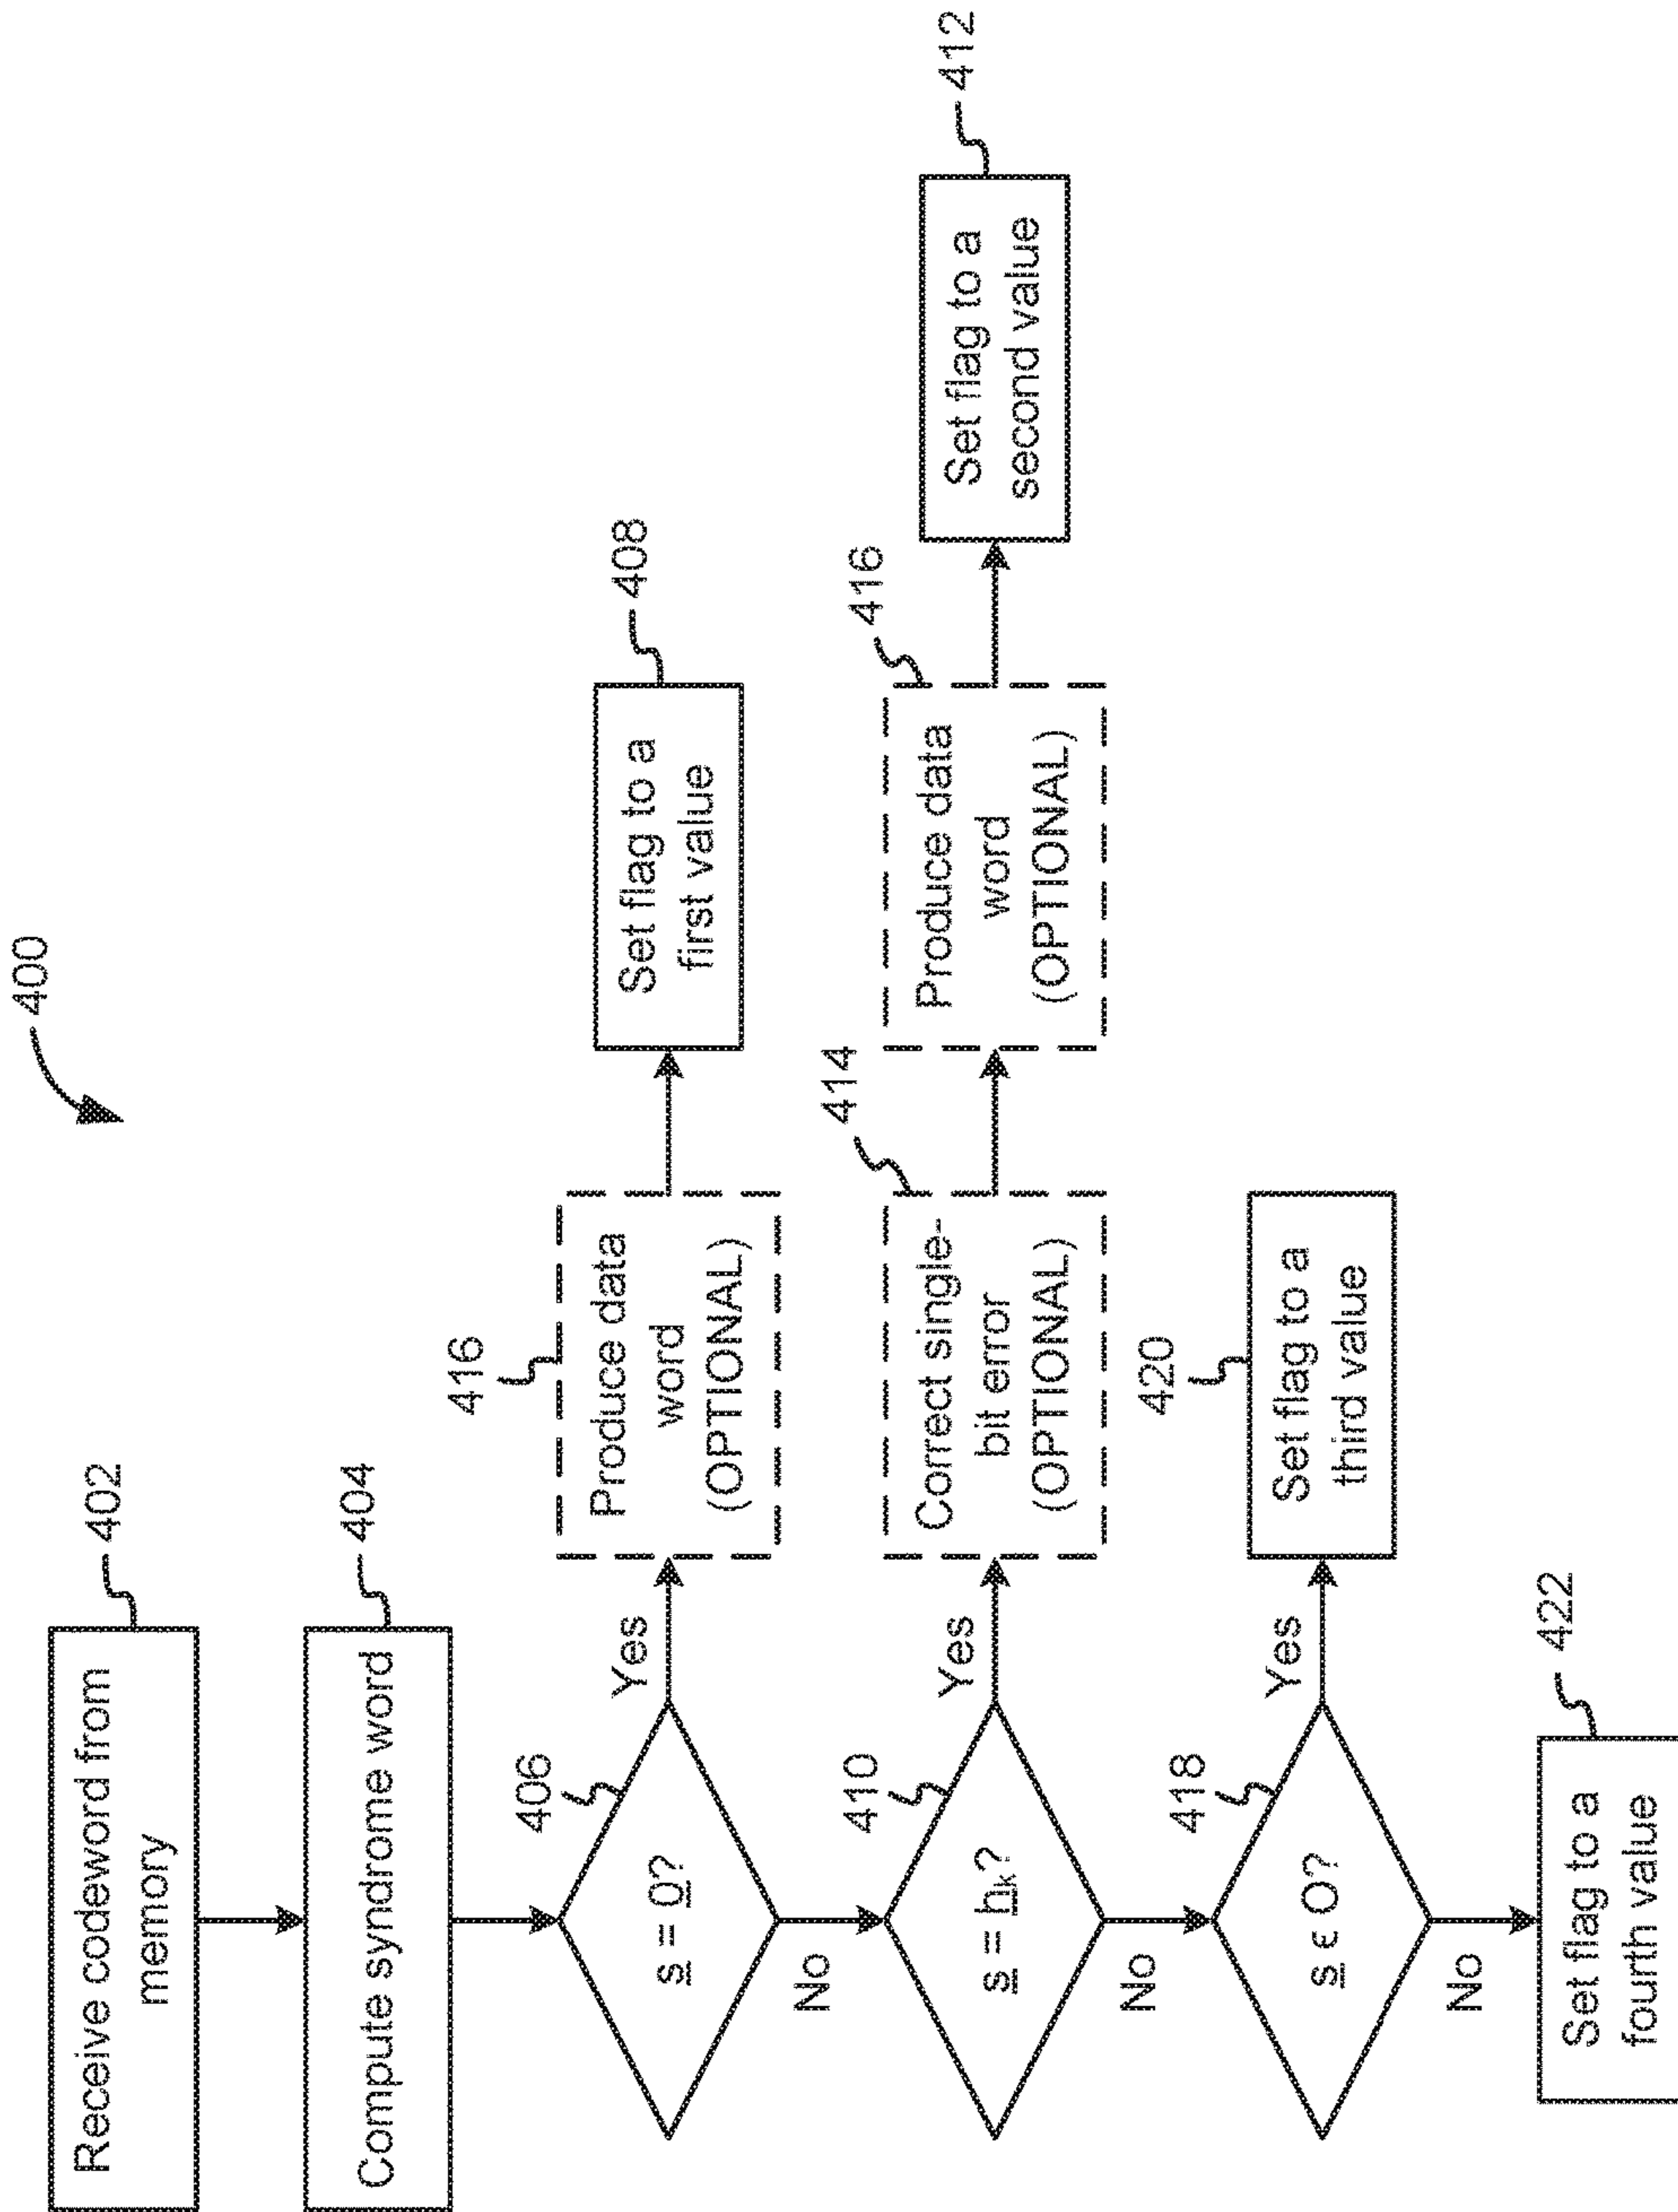 400
Receive codeword from
memory
402
Compute syndrome word
404
406
s = 0?
Yes
No
416
Produce data
word
(OPTIONAL)
Set flag to a
first value
408
410
s = hk?
Yes
No
414
Correct single-
bit error
(OPTIONAL)
416
Produce data
word
(OPTIONAL)
412
Set flag to a
second value
418
s ϵ O?
Yes
No
420
Set flag to a
third value
422
Set flag to a
fourth value